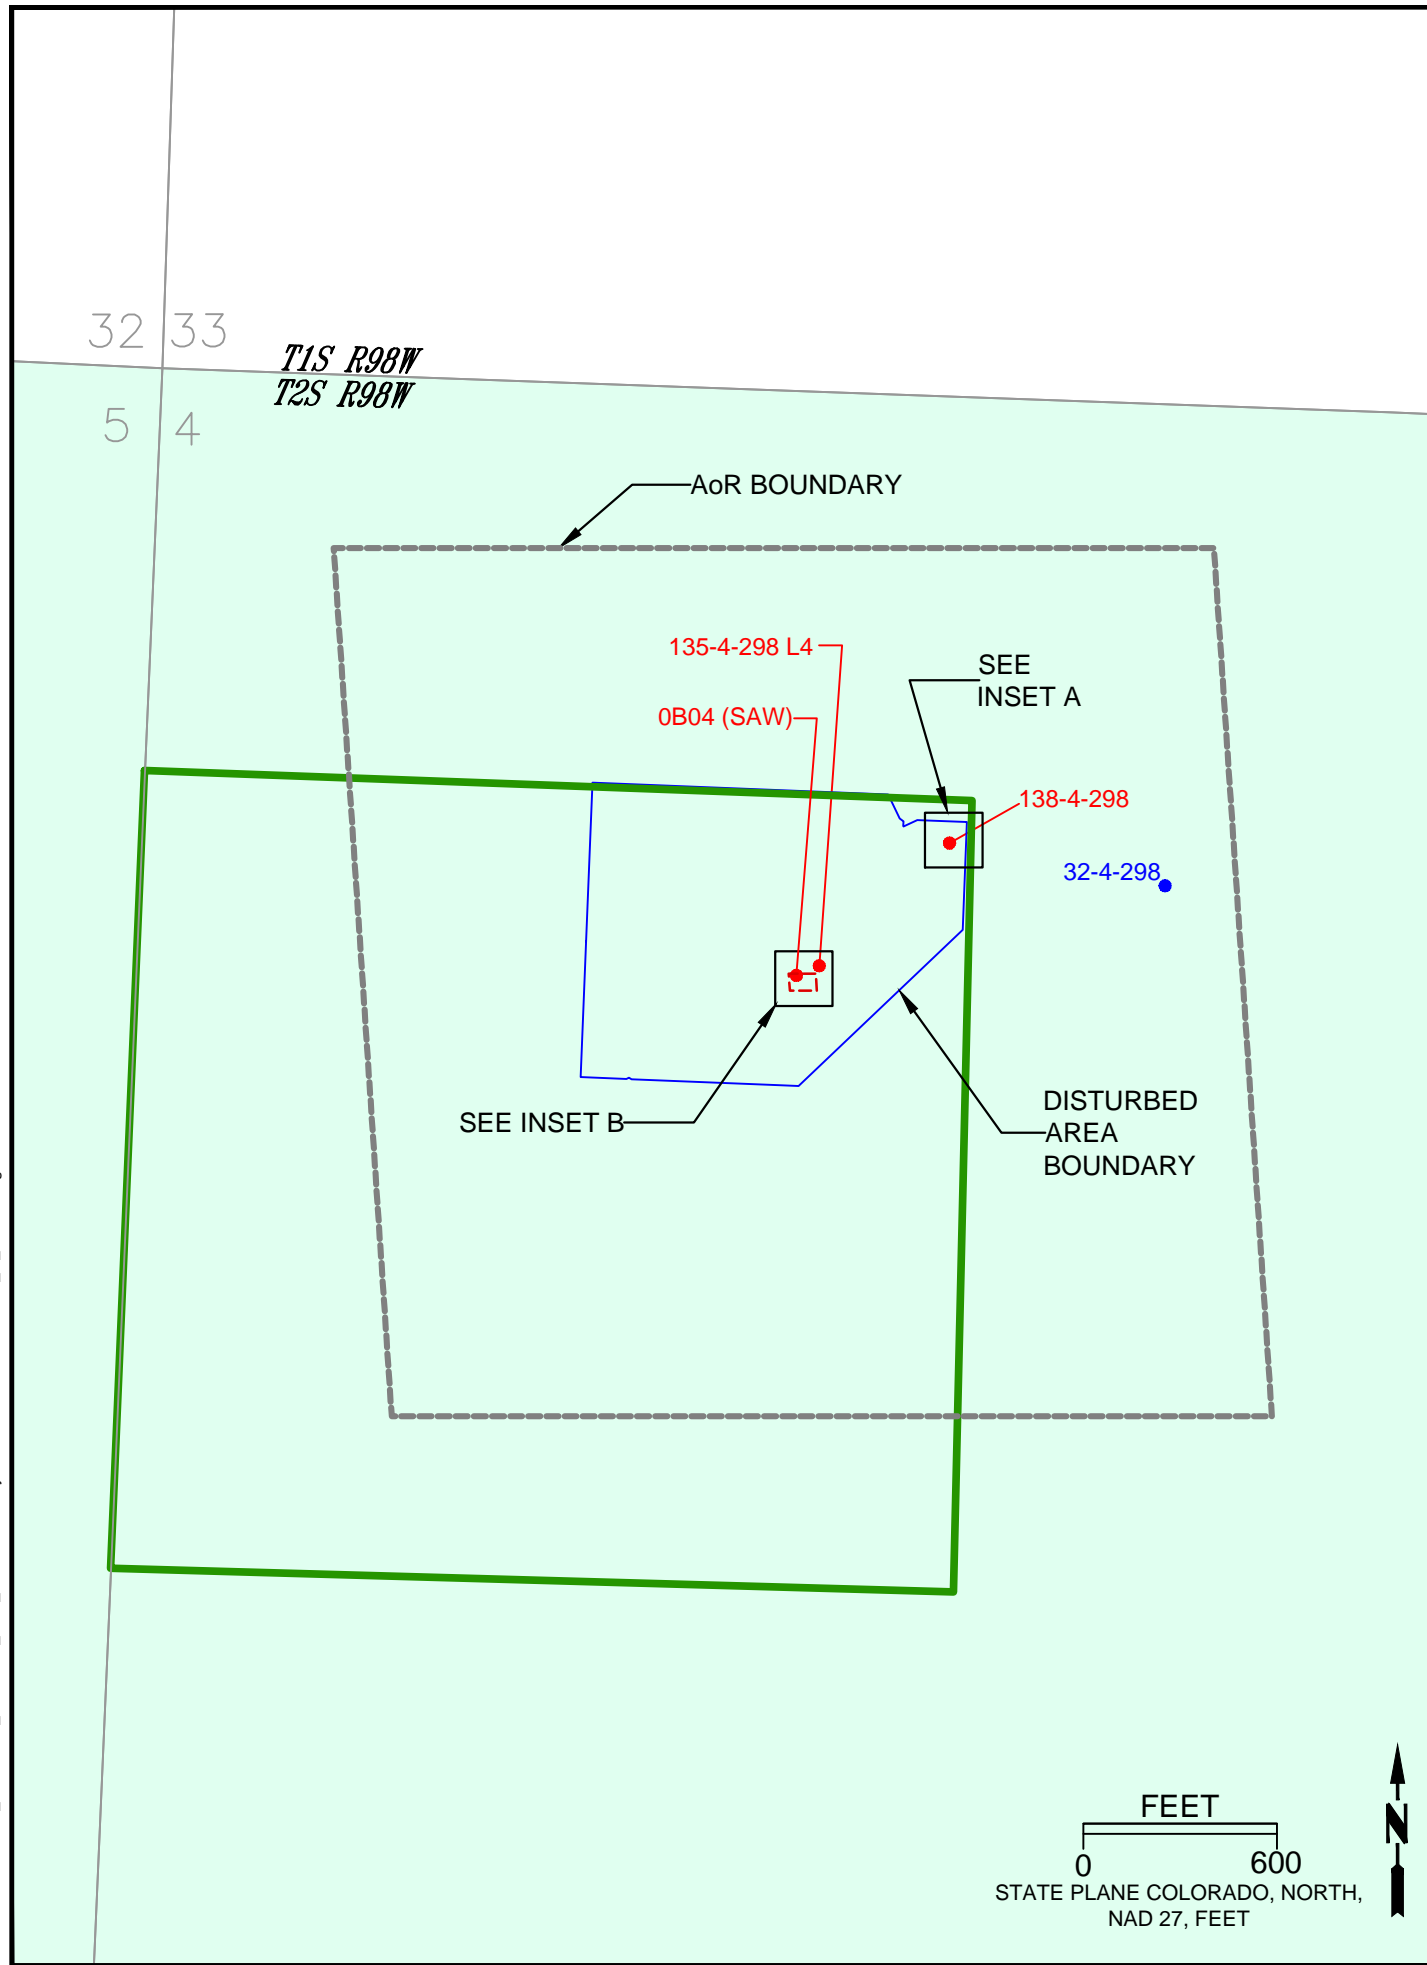 32 33
T1S R98W
T2S R98W
5 4
AoR BOUNDARY
135-4-298 L4
SEE
INSET A
0B04 (SAW)
138-4-298
32-4-298
SEE INSET B
DISTURBED
AREA
BOUNDARY
FEET
0 600
N
STATE PLANE COLORADO, NORTH,
NAD 27, FEET